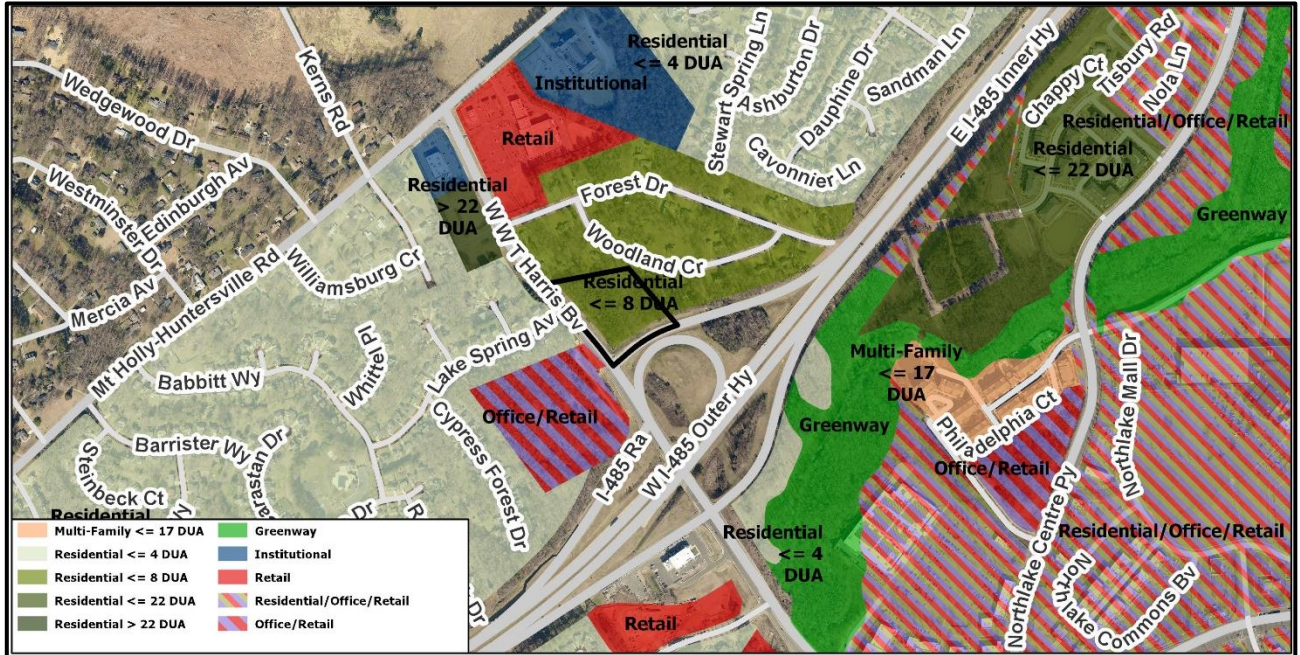 Wedgewood Dr
Kerns Rd
Westminster Dr
Edinburgh Av
Mercia Av
Mt Holly-Huntersville Rd
Williamsburg Cr
Babbitt Wy
Whittel Pl
Lake Spring Av
Barrister Wy
Steinbeck Ct
Cypress Forest Dr
Dr
Residential
Institutional
Residential
<= 4 DUA
Retail
Residential
> 22
DUA
W W T Harris Bv
Forest Dr
Woodland Cr
Residential
<= 8 DUA
Office/Retail
Stewart Spring Ln
Ashburton Dr
Dauphine Dr
Sandman Ln
Cavonnier Ln
E I-485 Inner Hy
W I-485 Outer Hy
I-485 Ra
Chappy Ct
Tisbury Rd
Nola Ln
Residential/Office/Retail
Residential
<= 22 DUA
Greenway
Multi-Family
<= 17
DUA
Greenway
Philadelphia Ct
Office/Retail
Northlake Mall Dr
Northlake Centre Py
Residential/Office/Retail
Northlake Commons Bv
Residential
<= 4
DUA
Retail
Multi-Family <= 17 DUA
Residential <= 4 DUA
Residential <= 8 DUA
Residential <= 22 DUA
Residential > 22 DUA
Greenway
Institutional
Retail
Residential/Office/Retail
Office/Retail